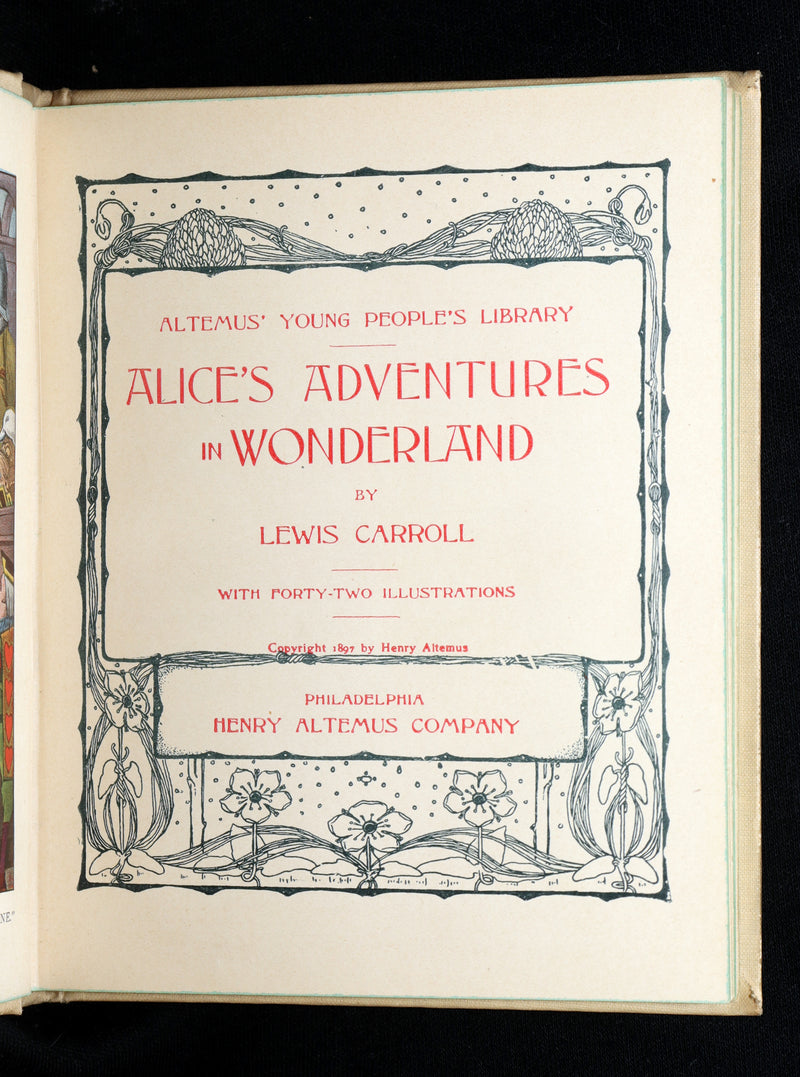 ALTEMUS' YOUNG PEOPLE'S LIBRARY
ALICE'S ADVENTURES
IN WONDERLAND
BY
LEWIS CARROLL
WITH FORTY-TWO ILLUSTRATIONS
Copyright 1897 by Henry Altemus
PHILADELPHIA
HENRY ALTEMUS COMPANY